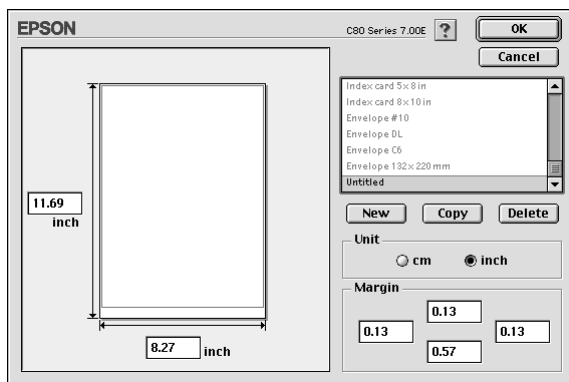 EPSON
C80 Series 7.00E ? OK
Cancel
Index card 5×8 in
Index card 8×10 in
Envelope #10
Envelope DL
Envelope C6
Envelope 132×220 mm
Untitled
New Copy Delete
Unit
cm inch
Margin
0.13
0.13 0.13
0.57
11.69
inch
8.27 inch